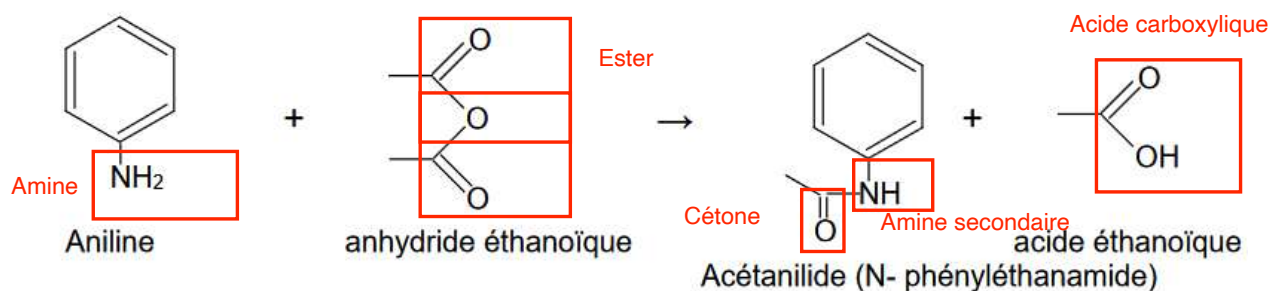 Acide carboxylique
O
O
Ester
+
O
→
+
OH
NH2
Amine
NH
O
Cétone
O
Amine secondaire
Aniline
anhydride éthanoïque
acide éthanoïque
Acétanilide (N- phényléthanamide)